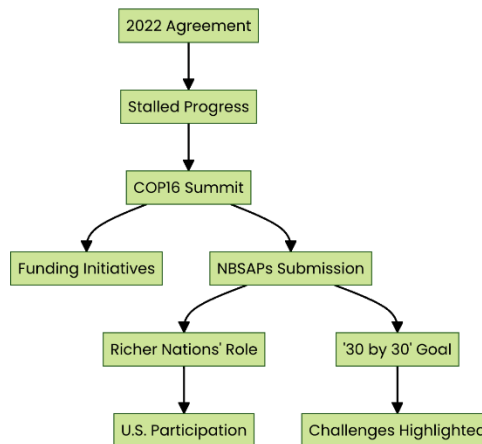 2022 Agreement
Stalled Progress
COP16 Summit
Funding Initiatives
NBSAPs Submission
Richer Nations' Role
'30 by 30' Goal
U.S. Participation
Challenges Highlighted